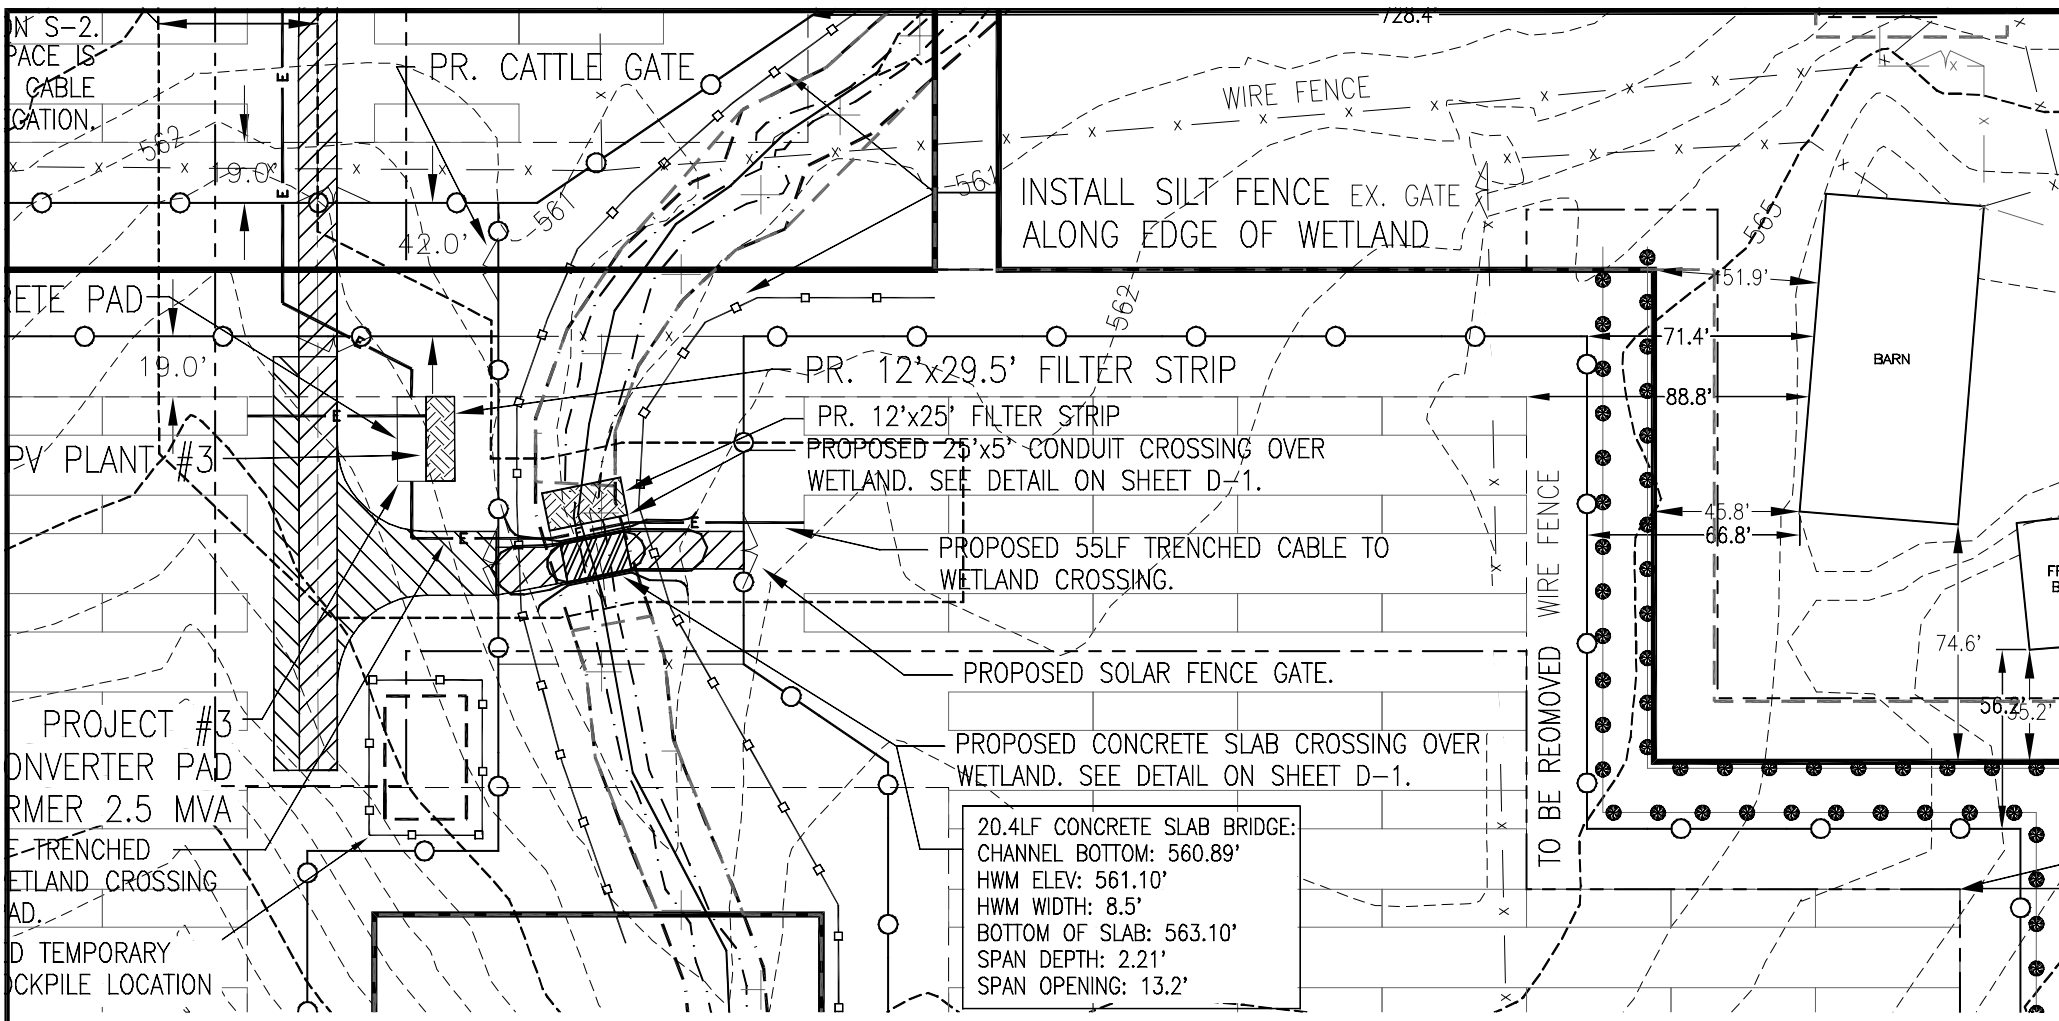 ON S-2.
PACE IS
CABLE
728.4'
PR. CATTLE GATE
WIRE FENCE
562
19.0'
561
561
42.0'
INSTALL SILT FENCE EX. GATE
ALONG EDGE OF WETLAND
565
51.9'
RETE PAD
562
71.4'
19.0'
PR. 12'x29.5' FILTER STRIP
BARN
88.8'
PR. 12'x25' FILTER STRIP
PV PLANT #3
PROPOSED 25'x5' CONDUIT CROSSING OVER
WETLAND. SEE DETAIL ON SHEET D-1.
45.8'
66.8'
PROPOSED 55LF TRENCHED CABLE TO
WETLAND CROSSING.
E
E
E
E
E
E
TO BE REOMOVED WIRE FENCE
74.6'
PROPOSED SOLAR FENCE GATE.
56.2'
35.2'
PROJECT #3
ONVERTER PAD
RMER 2.5 MVA
PROPOSED CONCRETE SLAB CROSSING OVER
WETLAND. SEE DETAIL ON SHEET D-1.
TRENCHED
ETLAND CROSSING
AD.
D TEMPORARY
OCKPILE LOCATION
20.4LF CONCRETE SLAB BRIDGE:
CHANNEL BOTTOM: 560.89'
HWM ELEV: 561.10'
HWM WIDTH: 8.5'
BOTTOM OF SLAB: 563.10'
SPAN DEPTH: 2.21'
SPAN OPENING: 13.2'